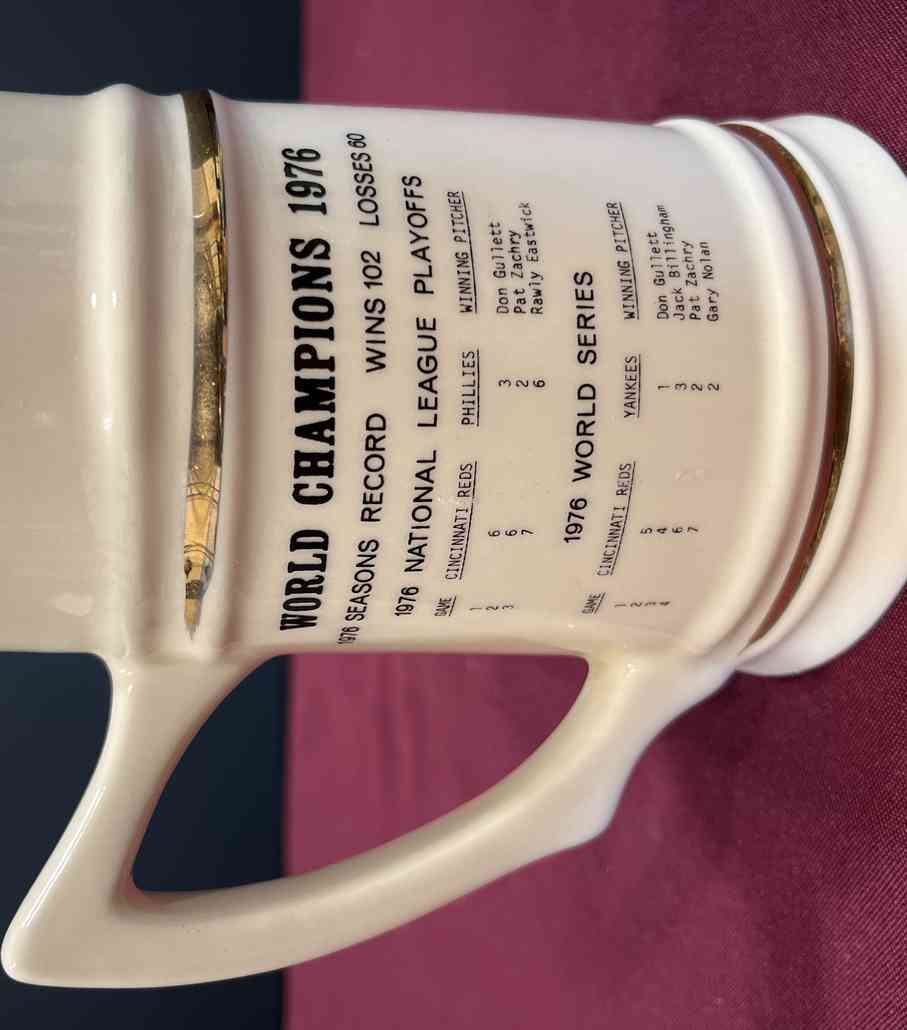 WORLD CHAMPIONS 1976
1976 SEASONS RECORD WINS 102 LOSSES 60
1976 NATIONAL LEAGUE PLAYOFFS
GAME CINCINNATI REDS PHILLIES WINNING PITCHER
1 6 3 Don Gullett
2 6 2 Pat Zachry
3 7 6 Rawly Eastwick
1976 WORLD SERIES
GAME CINCINNATI REDS YANKEES WINNING PITCHER
1 5 1 Don Gullett
2 4 3 Jack Billingham
3 6 2 Pat Zachry
4 7 2 Gary Nolan